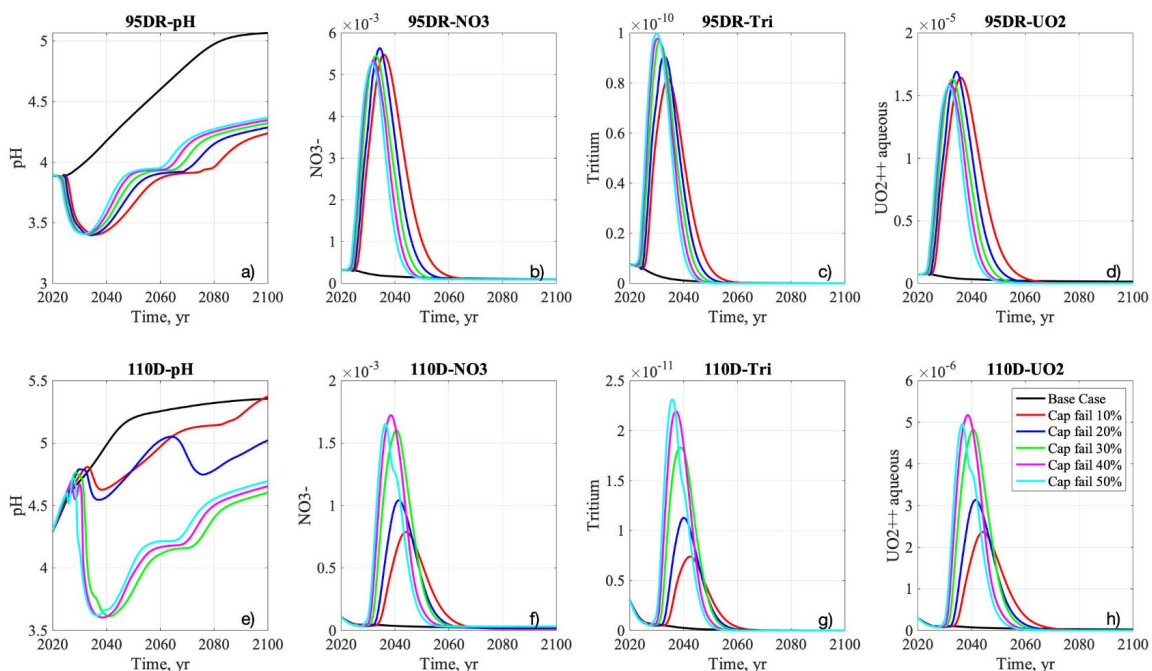 95DR-pH
5
4.5
4
3.5
3
pH
2020 2040 2060 2080 2100
Time, yr
a)
95DR-NO3
×10⁻³
6
5
4
3
2
1
0
NO3-
2020 2040 2060 2080 2100
Time, yr
b)
95DR-Tri
×10⁻¹⁰
1.0
0.8
0.6
0.4
0.2
0
Tritium
2020 2040 2060 2080 2100
Time, yr
c)
95DR-UO2
×10⁻⁵
2.0
1.5
1.0
0.5
0
UO2++ aqueous
2020 2040 2060 2080 2100
Time, yr
d)
110D-pH
5.5
5
4.5
4
3.5
pH
2020 2040 2060 2080 2100
Time, yr
e)
110D-NO3
×10⁻³
2.0
1.5
1.0
0.5
0
NO3-
2020 2040 2060 2080 2100
Time, yr
f)
110D-Tri
×10⁻¹¹
2.5
2.0
1.5
1.0
0.5
0
Tritium
2020 2040 2060 2080 2100
Time, yr
g)
110D-UO2
×10⁻⁶
6
5
4
3
2
1
0
UO2++ aqueous
2020 2040 2060 2080 2100
Time, yr
h)
Base Case
Cap fail 10%
Cap fail 20%
Cap fail 30%
Cap fail 40%
Cap fail 50%